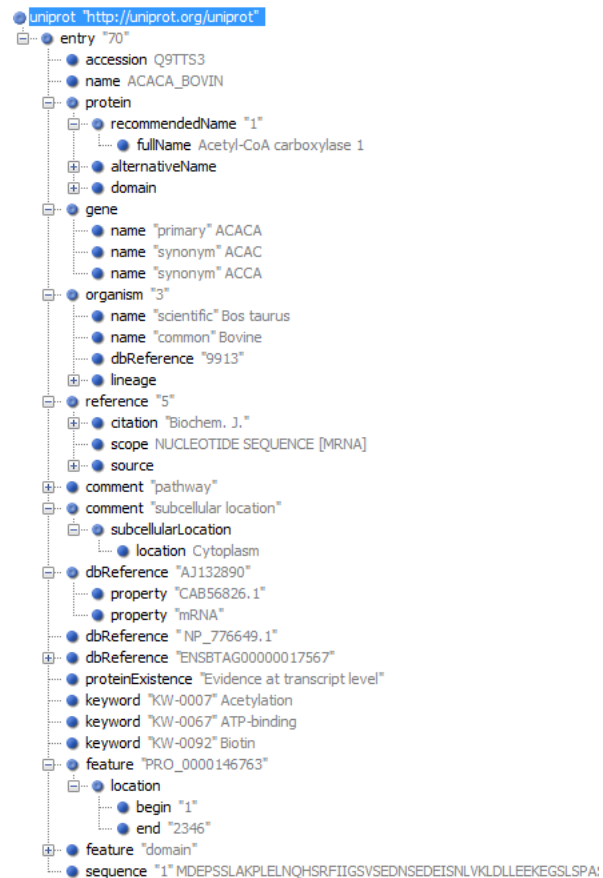 uniprot "http://uniprot.org/uniprot"
entry "70"
accession Q9TTS3
name ACACA_BOVIN
protein
recommendedName "1"
fullName Acetyl-CoA carboxylase 1
alternativeName
domain
gene
name "primary" ACACA
name "synonym" ACAC
name "synonym" ACCA
organism "3"
name "scientific" Bos taurus
name "common" Bovine
dbReference "9913"
lineage
reference "5"
citation "Biochem. J."
scope NUCLEOTIDE SEQUENCE [MRNA]
source
comment "pathway"
comment "subcellular location"
subcellularLocation
location Cytoplasm
dbReference "AJ132890"
property "CAB56826.1"
property "mRNA"
dbReference " NP_776649.1"
dbReference "ENSBTAG00000017567"
proteinExistence "Evidence at transcript level"
keyword "KW-0007" Acetylation
keyword "KW-0067" ATP-binding
keyword "KW-0092" Biotin
feature "PRO_0000146763"
location
begin "1"
end "2346"
feature "domain"
sequence "1" MDEPSSLAKPLELNQHSRFIIGSVSEDNSEDEISNLVKLDLLEEKEGSLSPAS